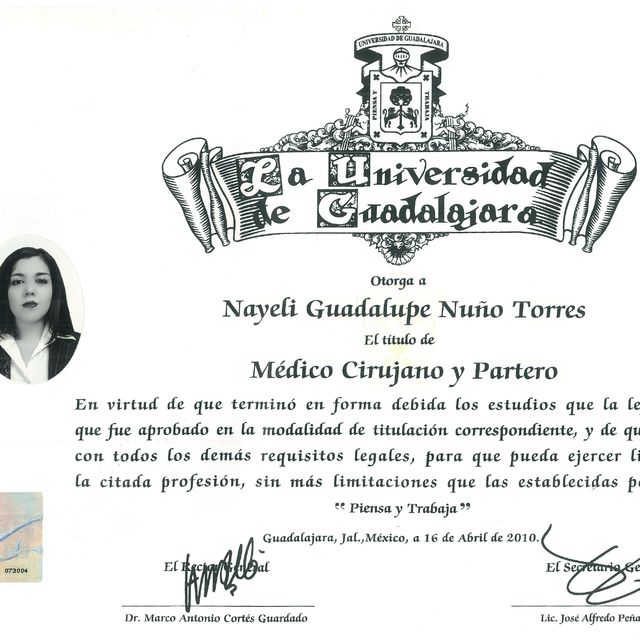 UNIVERSIDAD DE GUADALAJARA
PIENSA Y
TRABAJA
La Universidad
de Guadalajara
Otorga a
Nayeli Guadalupe Nuño Torres
El título de
Médico Cirujano y Partero
En virtud de que terminó en forma debida los estudios que la le
que fue aprobado en la modalidad de titulación correspondiente, y de qu
con todos los demás requisitos legales, para que pueda ejercer li
la citada profesión, sin más limitaciones que las establecidas p
“ Piensa y Trabaja ”
Guadalajara, Jal.,México, a 16 de Abril de 2010.
El Rector General
El Secretario Ge
073004
Dr. Marco Antonio Cortés Guardado
Lic. José Alfredo Peña